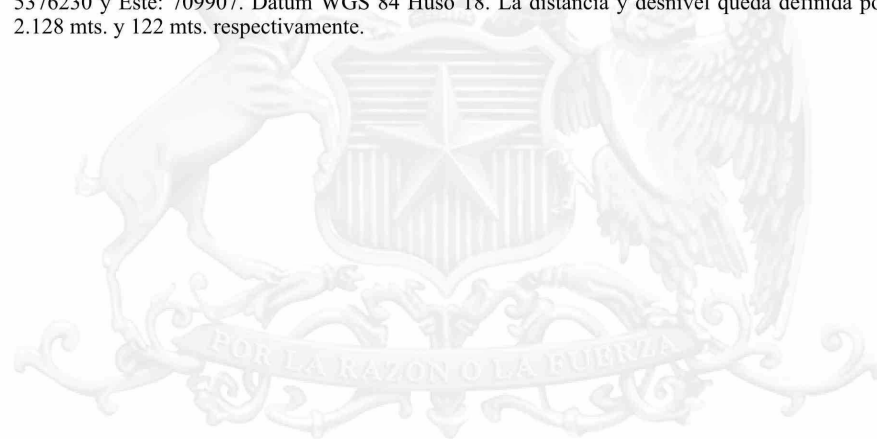 5376230 y Este: 709907. Datum WGS 84 Huso 18. La distancia y desnivel queda definida po
2.128 mts. y 122 mts. respectivamente.
POR LA RAZON O LA FUERZA